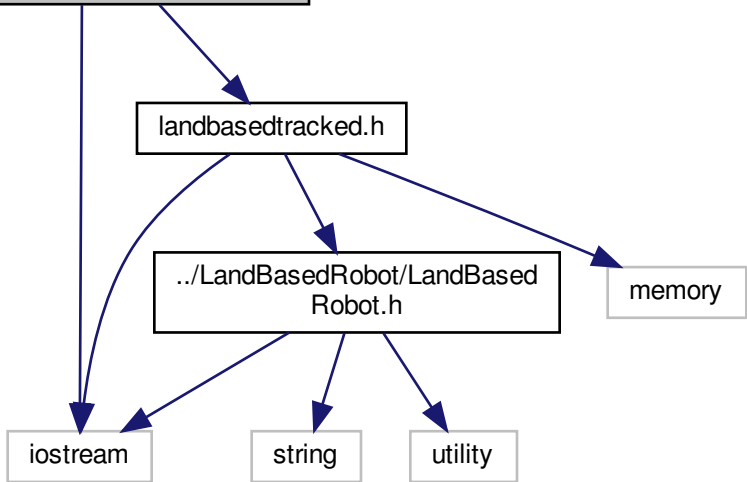 landbasedtracked.h
../LandBasedRobot/LandBased
Robot.h
memory
iostream
string
utility